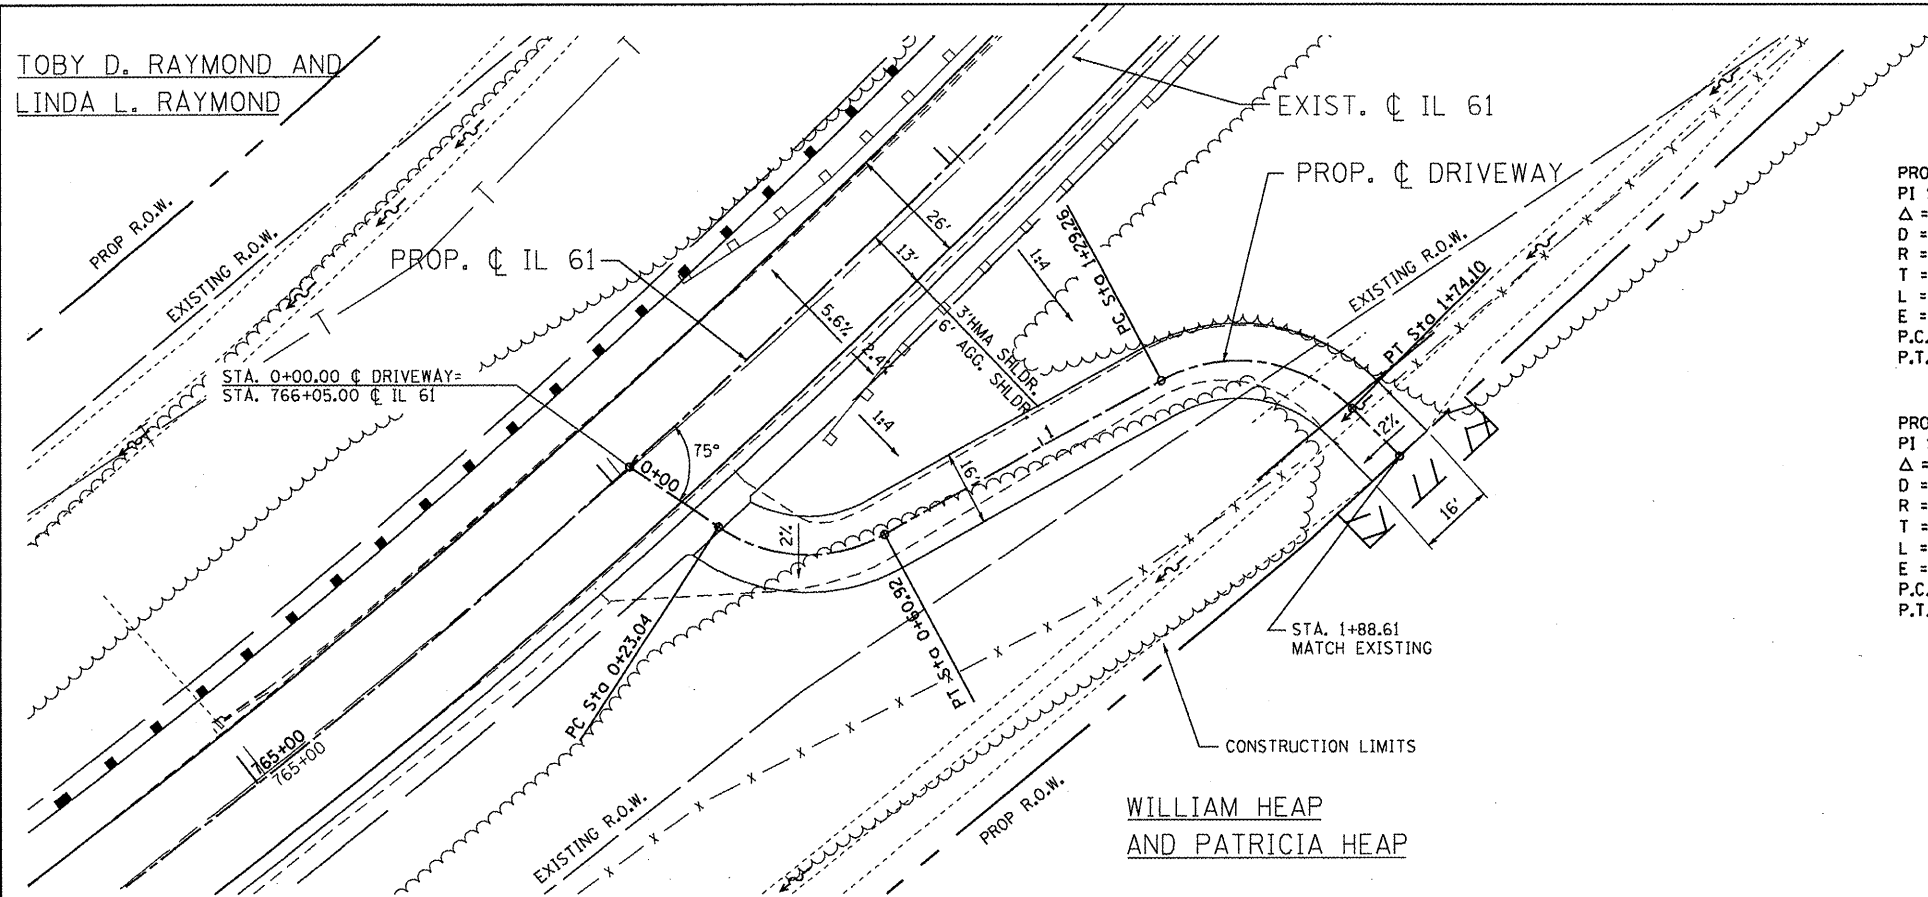 TOBY D. RAYMOND AND
LINDA L. RAYMOND
PROP R.O.W.
EXISTING R.O.W.
PROP. ℄ IL 61
EXIST. ℄ IL 61
PROP. ℄ DRIVEWAY
STA. 0+00.00 ℄ DRIVEWAY=
STA. 766+05.00 ℄ IL 61
26'
13'
5.6%
2.4%
3'HMA SHLDR.
6' AGG. SHLDR.
1:4
1:4
PC Sta 1+29.26
EXISTING R.O.W.
PT Sta 1+74.10
75°
0+00
2%
16'
1
12%
16'
PC Sta 0+23.04
PT Sta 0+60.92
STA. 1+88.61
MATCH EXISTING
CONSTRUCTION LIMITS
765+00
765+00
EXISTING R.O.W.
PROP R.O.W.
WILLIAM HEAP
AND PATRICIA HEAP
PRO
PI
Δ =
D =
R =
T =
L =
E =
P.C.
P.T.
PRO
PI
Δ =
D =
R =
T =
L =
E =
P.C.
P.T.